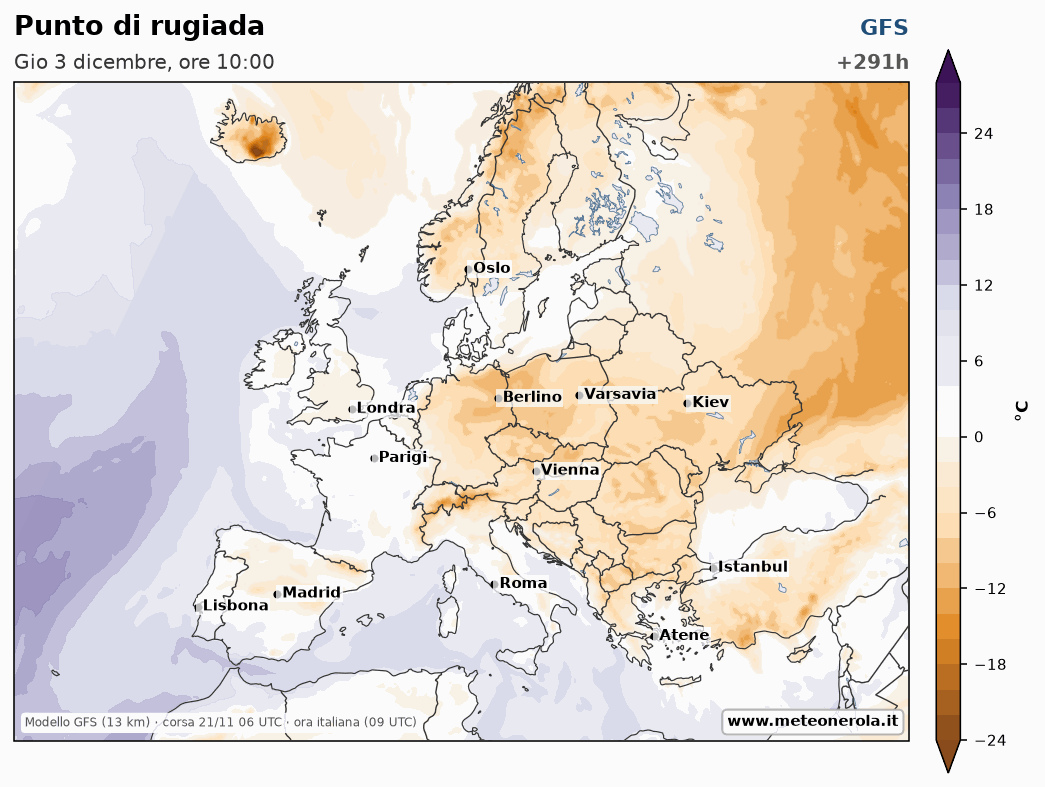 Punto di rugiada
GFS
Gio 3 dicembre, ore 10:00
+291h
Oslo
Berlino
Varsavia
Kiev
Londra
Parigi
Vienna
Istanbul
Roma
Madrid
Lisbona
Atene
24
18
12
6
0
−6
−12
−18
−24
°C
Modello GFS (13 km) · corsa 21/11 06 UTC · ora italiana (09 UTC)
www.meteonerola.it